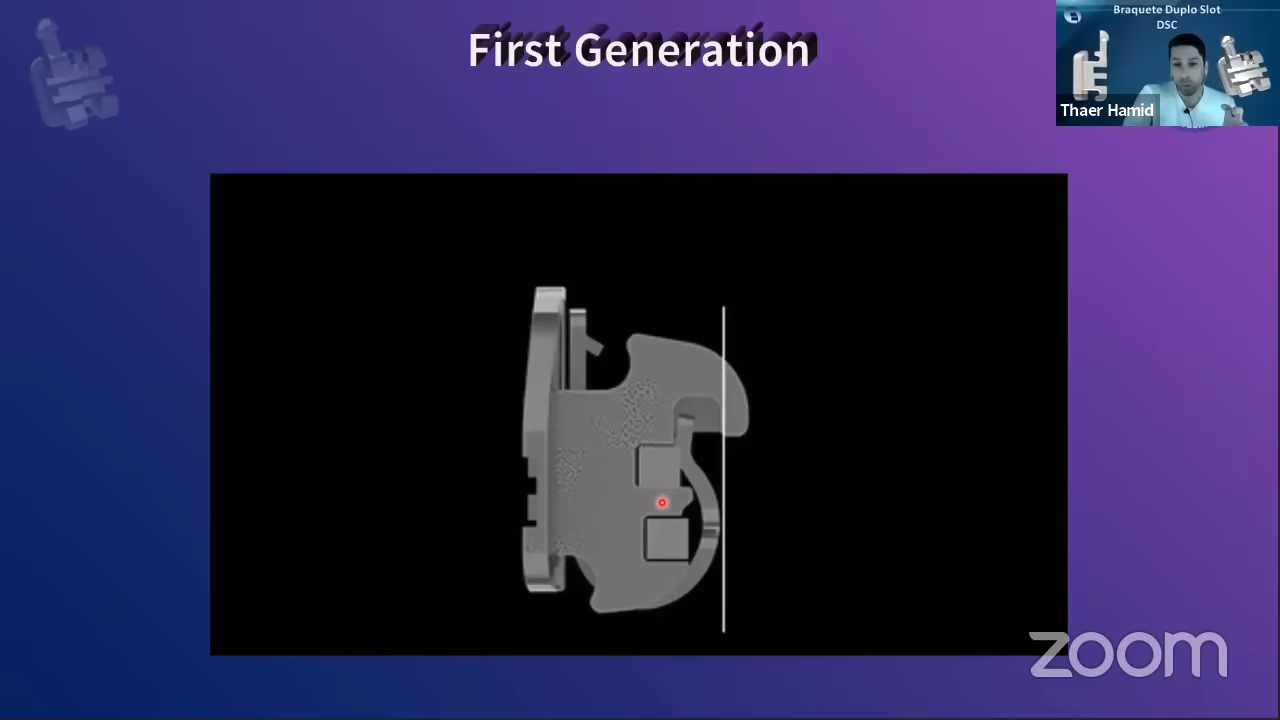 First Generation
Braquete Duplo Slot
DSC
Thaer Hamid
zoom